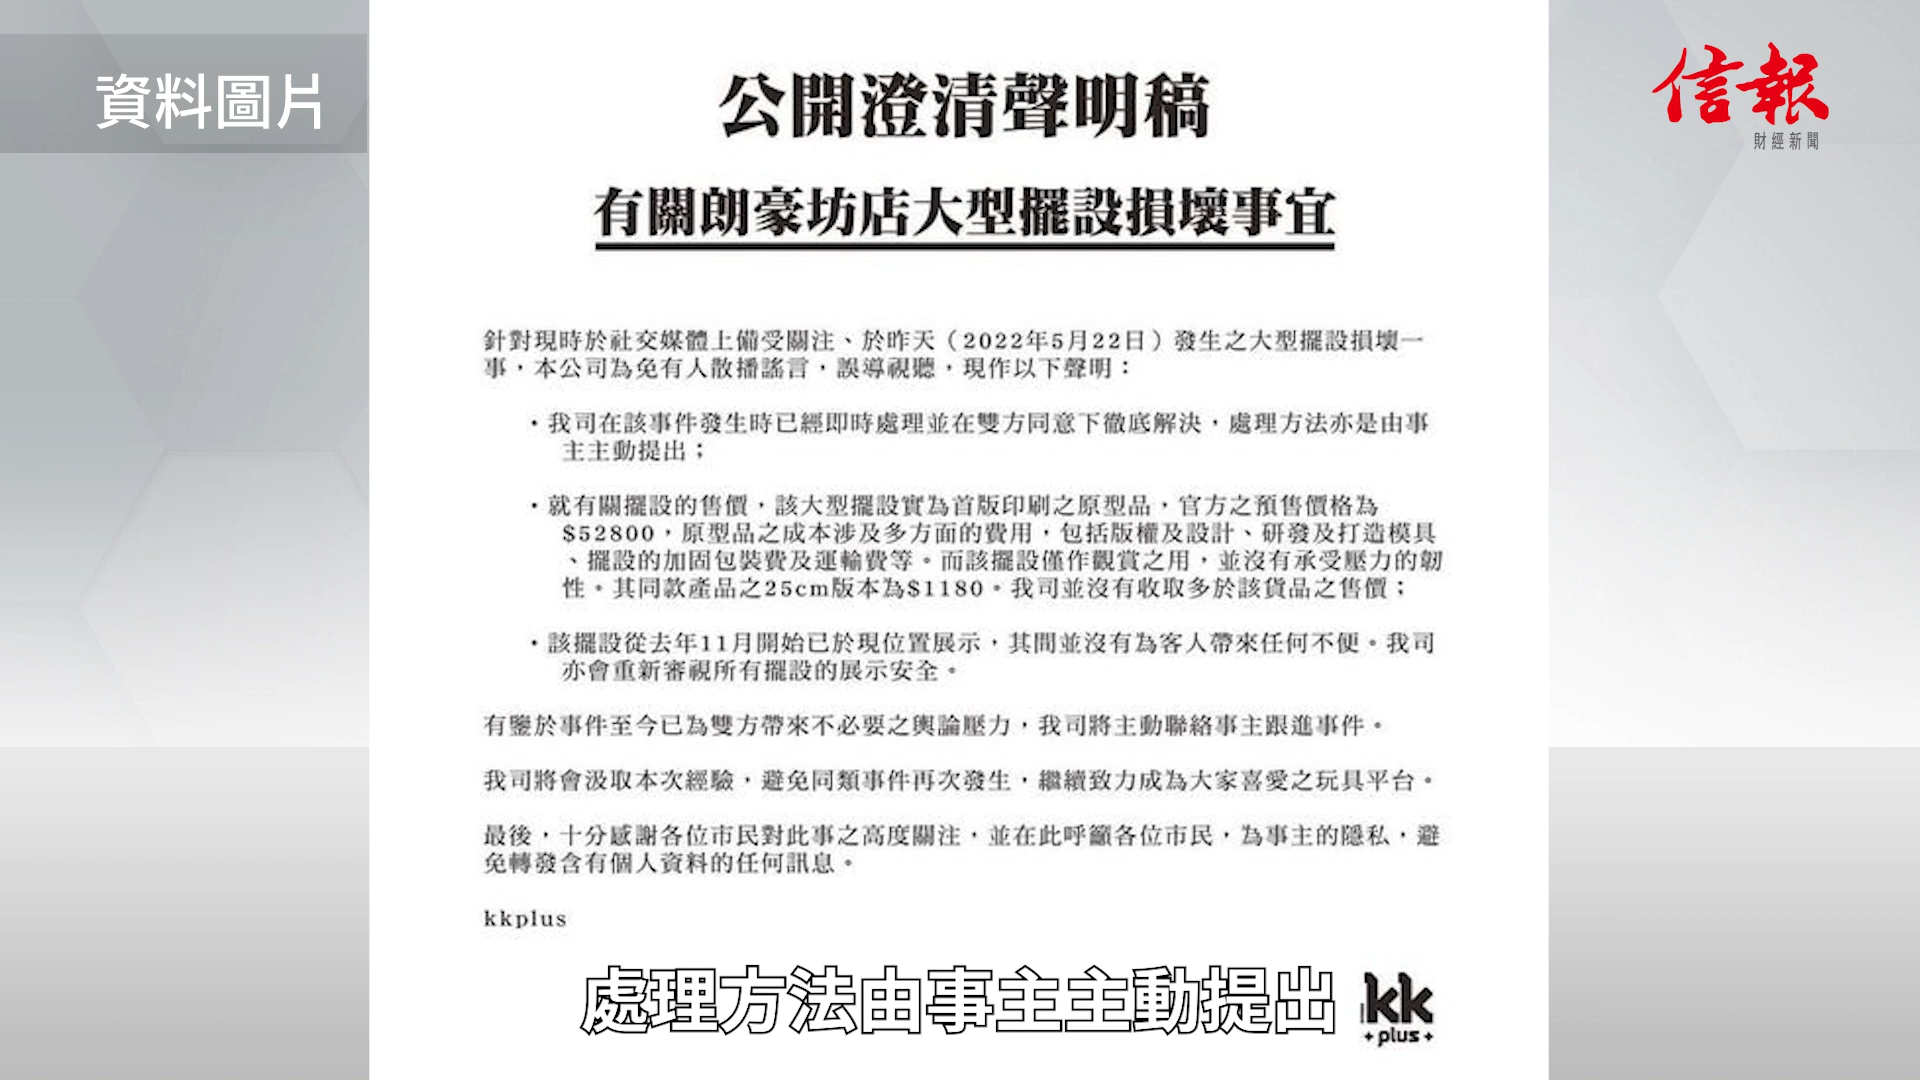 資料圖片
信報
財經新聞
公開澄清聲明稿
有關朗豪坊店大型擺設損壞事宜
針對現時於社交媒體上備受關注、於昨天（2022年5月22日）發生之大型擺設損壞一
事，本公司為免有人散播謠言，誤導視聽，現作以下聲明：
・我司在該事件發生時已經即時處理並在雙方同意下徹底解決，處理方法亦是由事
主主動提出；
・就有關擺設的售價，該大型擺設實為首版印刷之原型品，官方之預售價格為
$52800，原型品之成本涉及多方面的費用，包括版權及設計、研發及打造模具
、擺設的加固包裝費及運輸費等。而該擺設僅作觀賞之用，並沒有承受壓力的韌
性。其同款產品之25cm版本為$1180。我司並沒有收取多於該貨品之售價；
・該擺設從去年11月開始已於現位置展示，其間並沒有為客人帶來任何不便。我司
亦會重新審視所有擺設的展示安全。
有鑒於事件至今已為雙方帶來不必要之輿論壓力，我司將主動聯絡事主跟進事件。
我司將會汲取本次經驗，避免同類事件再次發生，繼續致力成為大家喜愛之玩具平台。
最後，十分感謝各位市民對此事之高度關注，並在此呼籲各位市民，為事主的隱私，避
免轉發含有個人資料的任何訊息。
kkplus
處理方法由事主主動提出
kk
+plus+